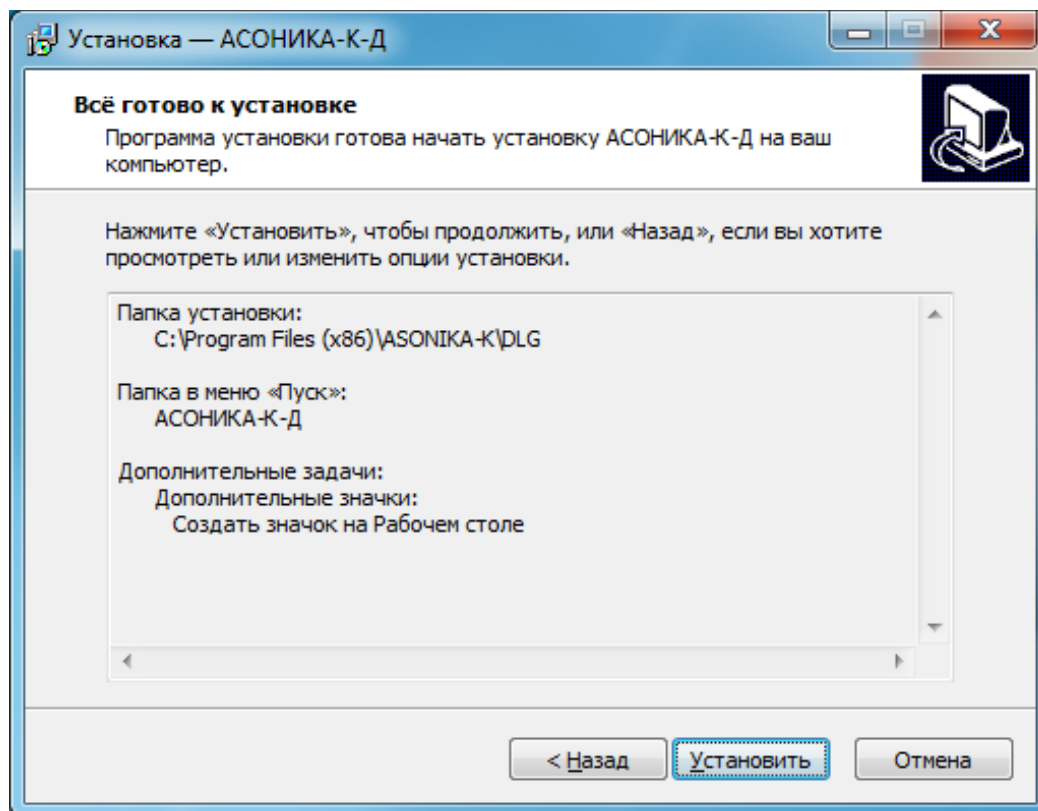 Установка — АСОНИКА-К-Д
Всё готово к установке
Программа установки готова начать установку АСОНИКА-К-Д на ваш
компьютер.
Нажмите «Установить», чтобы продолжить, или «Назад», если вы хотите
просмотреть или изменить опции установки.
Папка установки:
C:\Program Files (x86)\ASONIKA-K\DLG
Папка в меню «Пуск»:
АСОНИКА-К-Д
Дополнительные задачи:
Дополнительные значки:
Создать значок на Рабочем столе
< Назад
Установить
Отмена